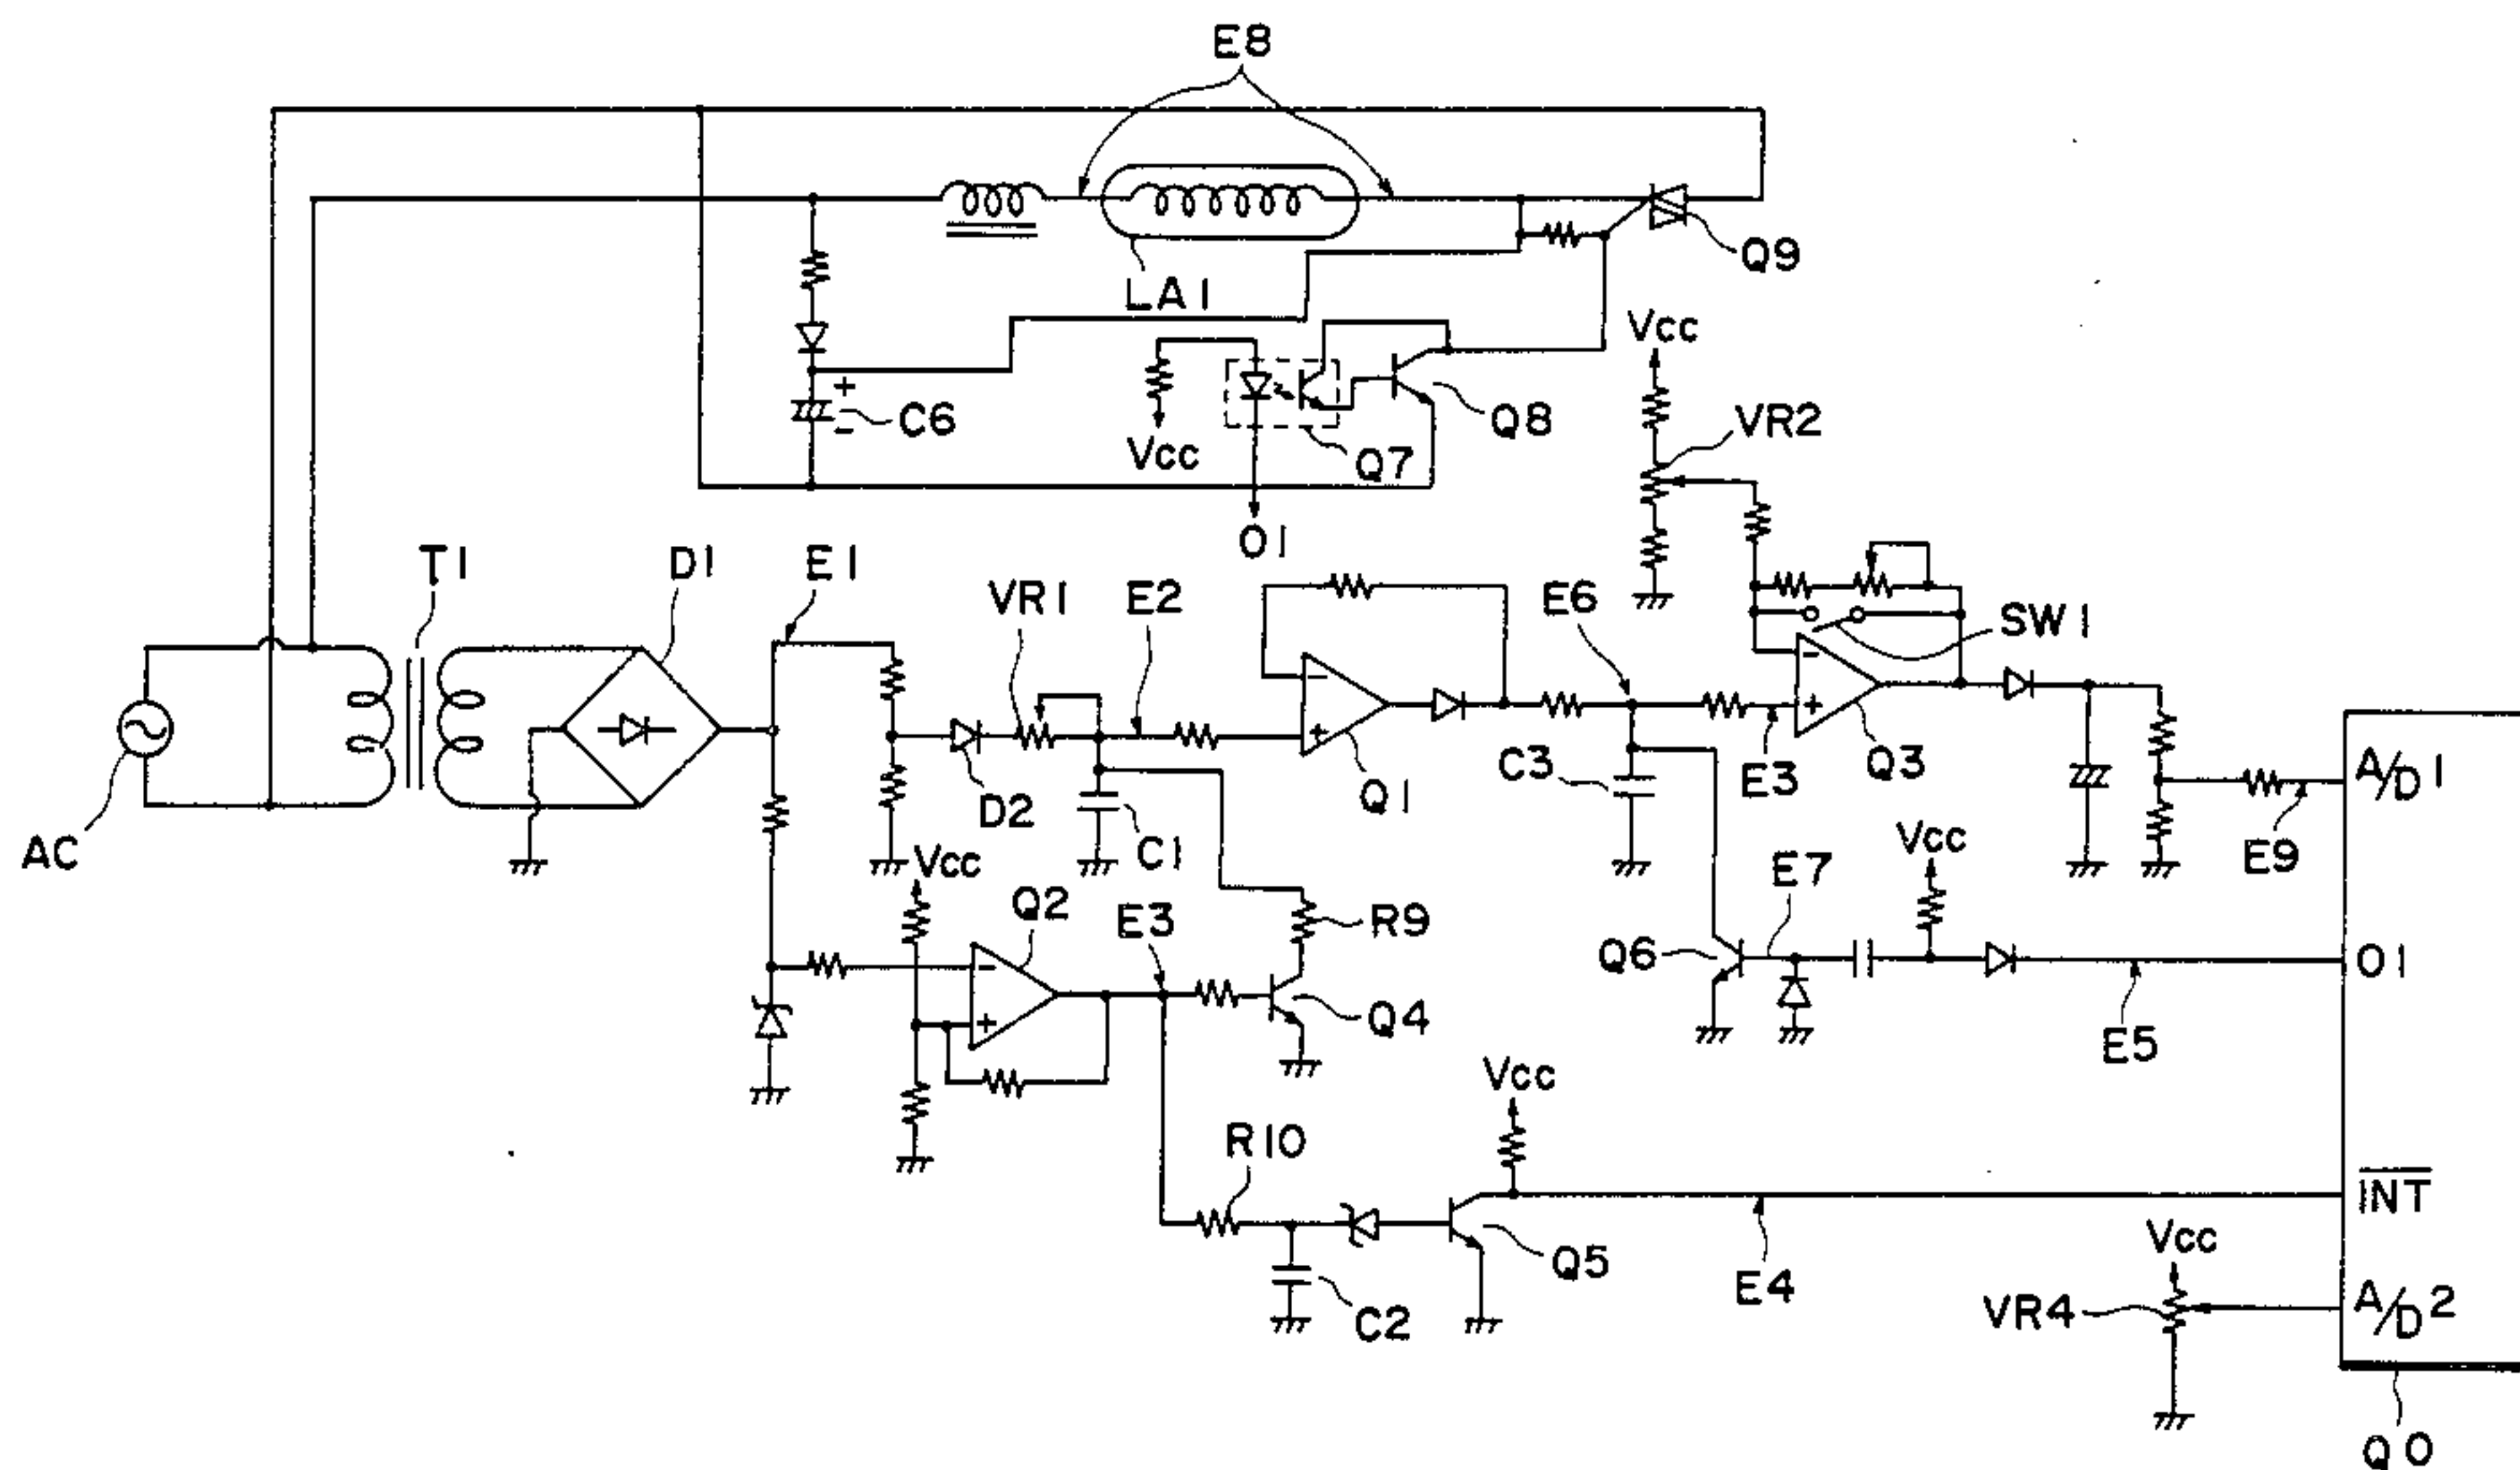 E8
Q9
LA1
Vcc
+
C6
-
Q8
VR2
Vcc
Q7
O1
T1
D1
E1
VR1
E2
E6
SW1
-
-
+
+
C3
E3
Q3
A/D1
AC
D2
C1
Q1
Vcc
E9
Vcc
E7
Q2
E3
R9
Q6
O1
-
Q4
+
E5
Vcc
R10
INT
Q5
E4
Vcc
C2
VR4
A/D2
Q0